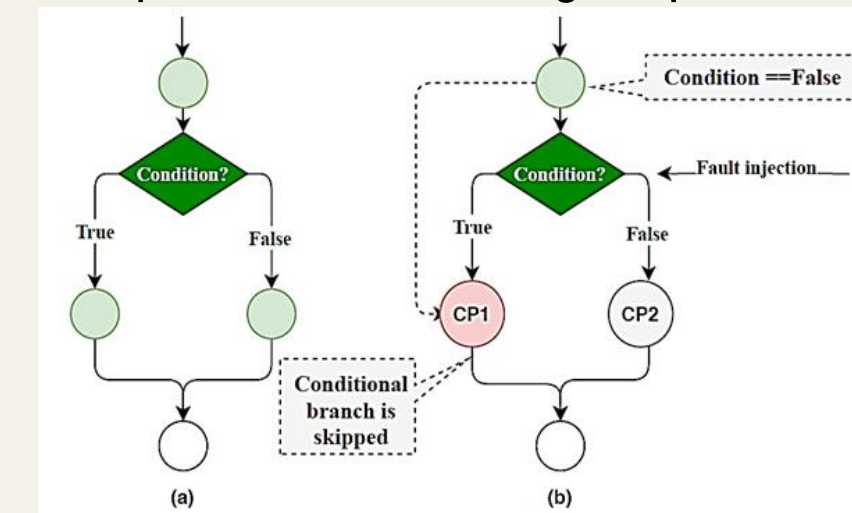 Condition?
True
False
(a)
Condition ==False
Condition?
Fault injection
True
False
CP1
CP2
Conditional
branch is
skipped
(b)